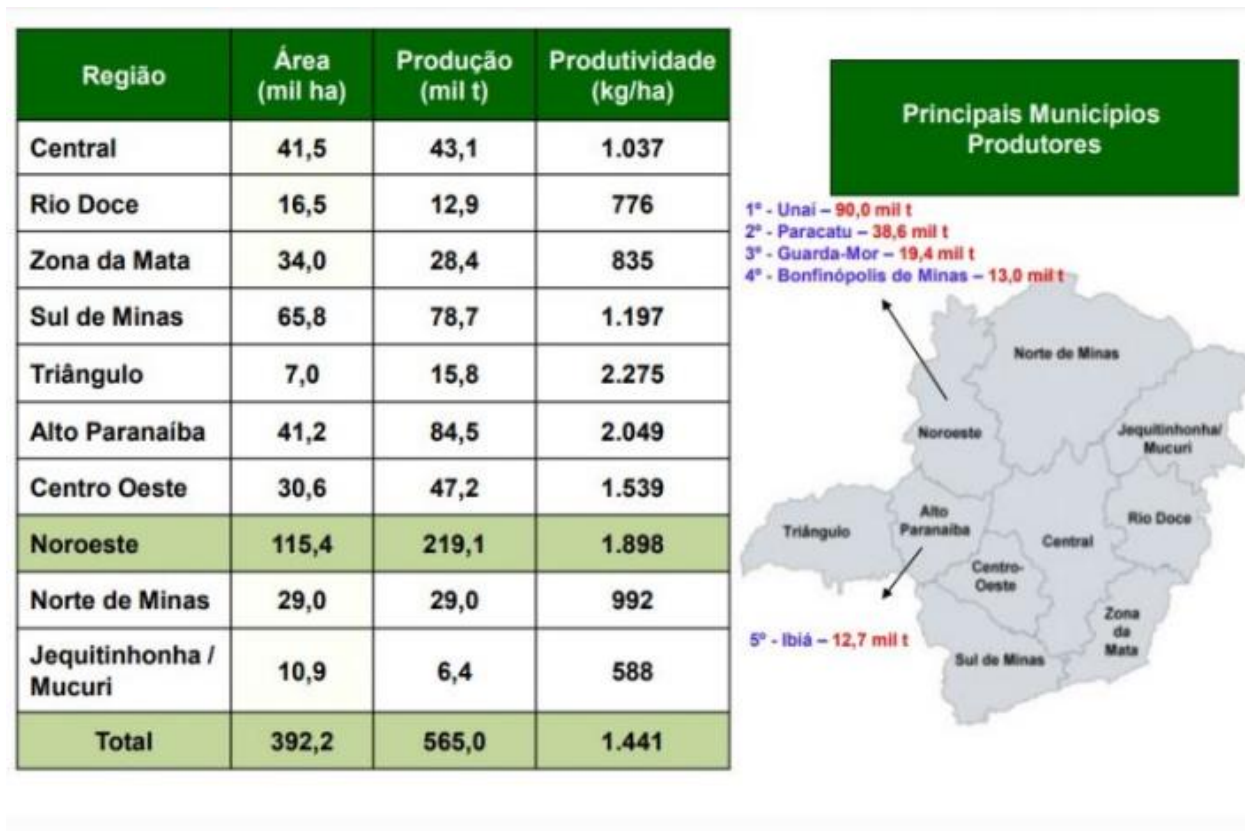 Região Área (mil ha) Produção (mil t) Produtividade (kg/ha)
Central 41,5 43,1 1.037
Rio Doce 16,5 12,9 776
Zona da Mata 34,0 28,4 835
Sul de Minas 65,8 78,7 1.197
Triângulo 7,0 15,8 2.275
Alto Paranaíba 41,2 84,5 2.049
Centro Oeste 30,6 47,2 1.539
Noroeste 115,4 219,1 1.898
Norte de Minas 29,0 29,0 992
Jequitinhonha / Mucuri 10,9 6,4 588
Total 392,2 565,0 1.441
Principais Municípios
Produtores
1º - Unaí – 90,0 mil t
2º - Paracatu – 38,6 mil t
3º - Guarda-Mor – 19,4 mil t
4º - Bonfinópolis de Minas – 13,0 mil t
Norte de Minas
Noroeste
Jequitinhonha/
Mucuri
Triângulo
Alto
Paranaíba
Central
Rio Doce
Centro-
Oeste
Zona
da
Mata
5º - Ibiá – 12,7 mil t
Sul de Minas